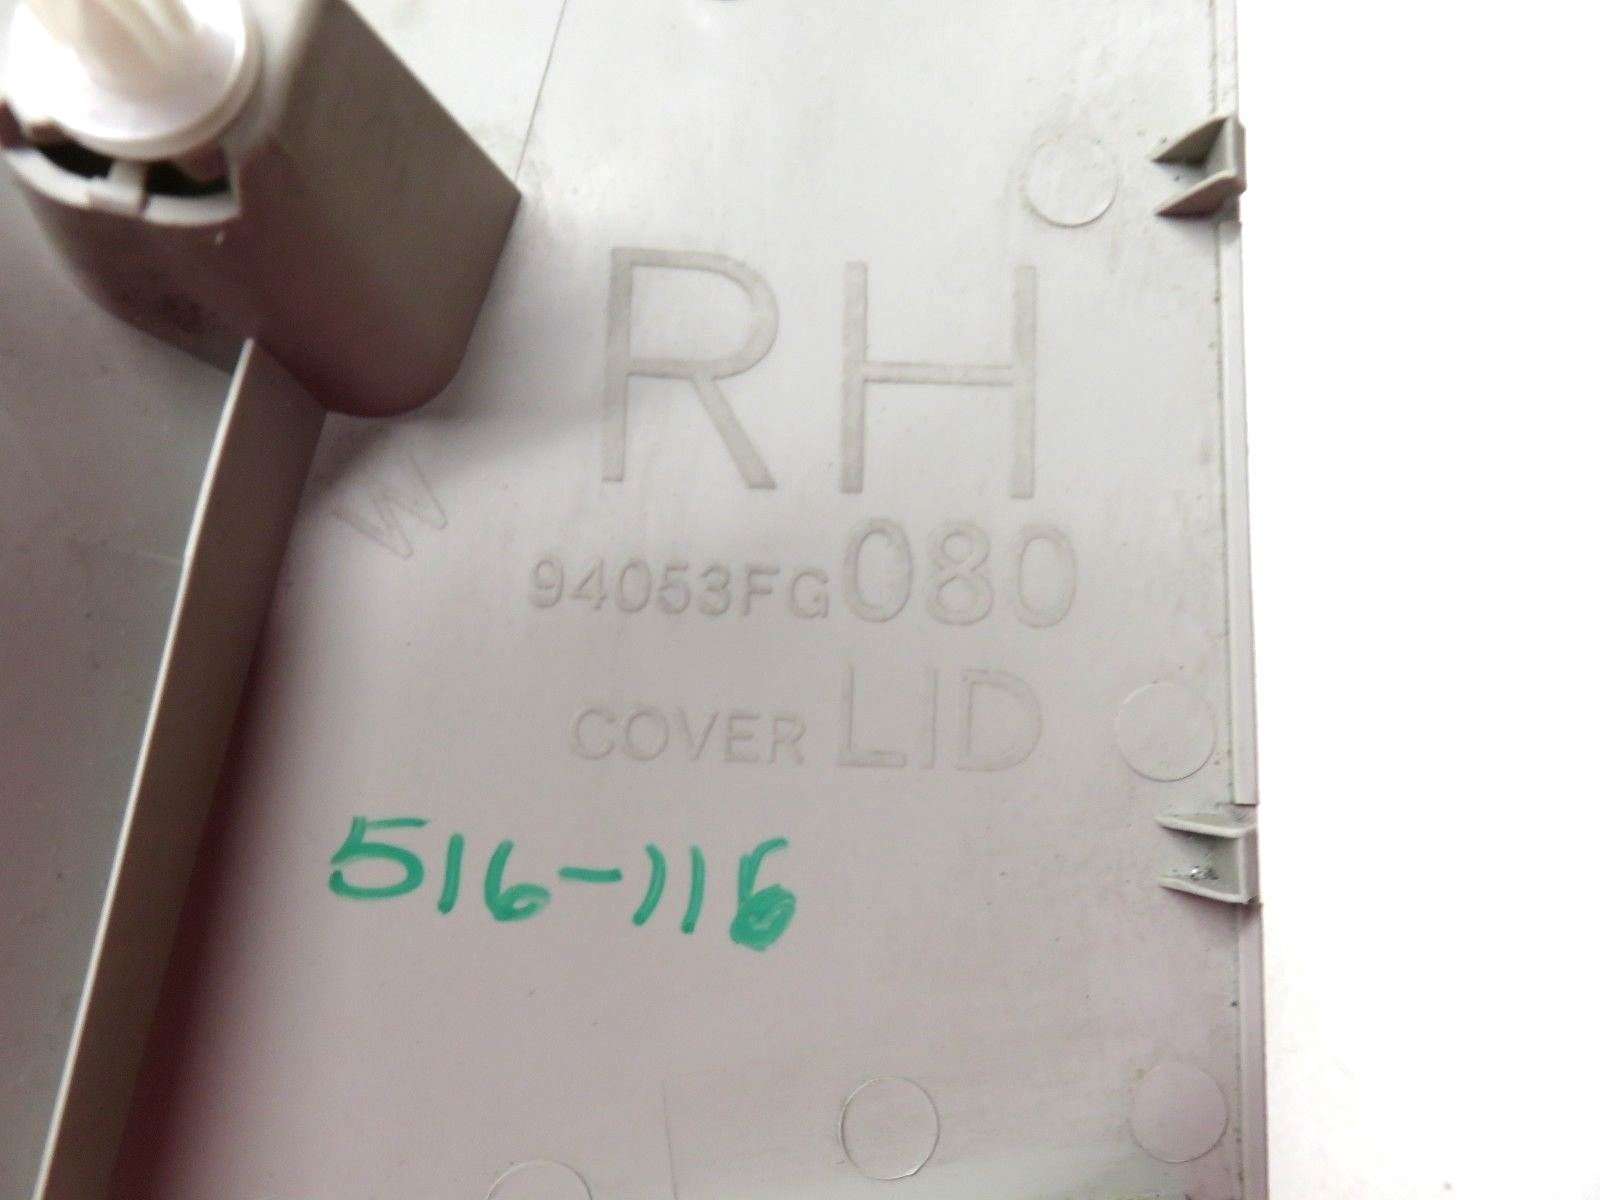 RH
W
94053FG080
COVER LID
516-116